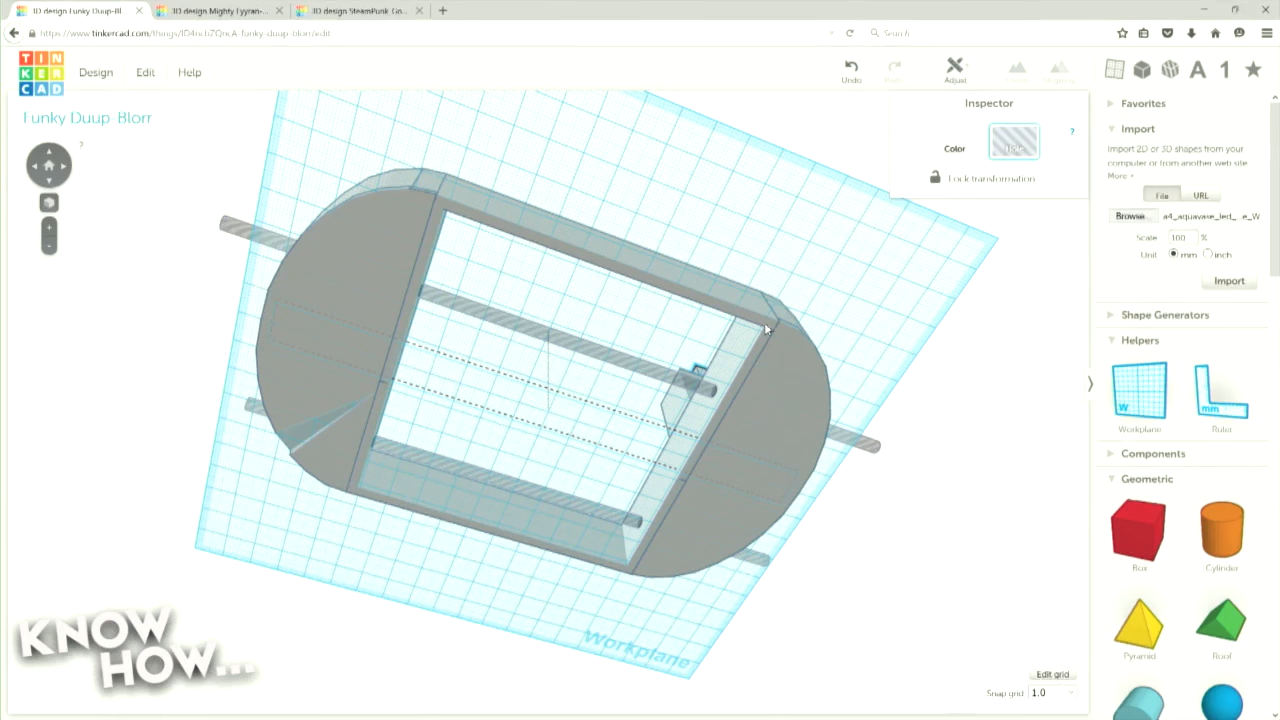 3D design Funky Duup-Bl
3D design Mighty Fyyran-...
3D design SteamPunk Go...
Search
TIN
KER
CAD
Design
Edit
Help
Undo
Adjust
Funky Duup-Blorr
Inspector
Color
Hole
Lock transformation
?
Favorites
Import
Import 2D or 3D shapes from your
computer or from another web site
More
File
URL
Browse...
Scale
100
%
Unit
mm
inch
Import
Shape Generators
Helpers
W
mm
Workplane
Ruler
Components
Geometric
Box
Cylinder
Pyramid
Roof
Workplane
Edit grid
Snap grid
1.0
KNOW
HOW...